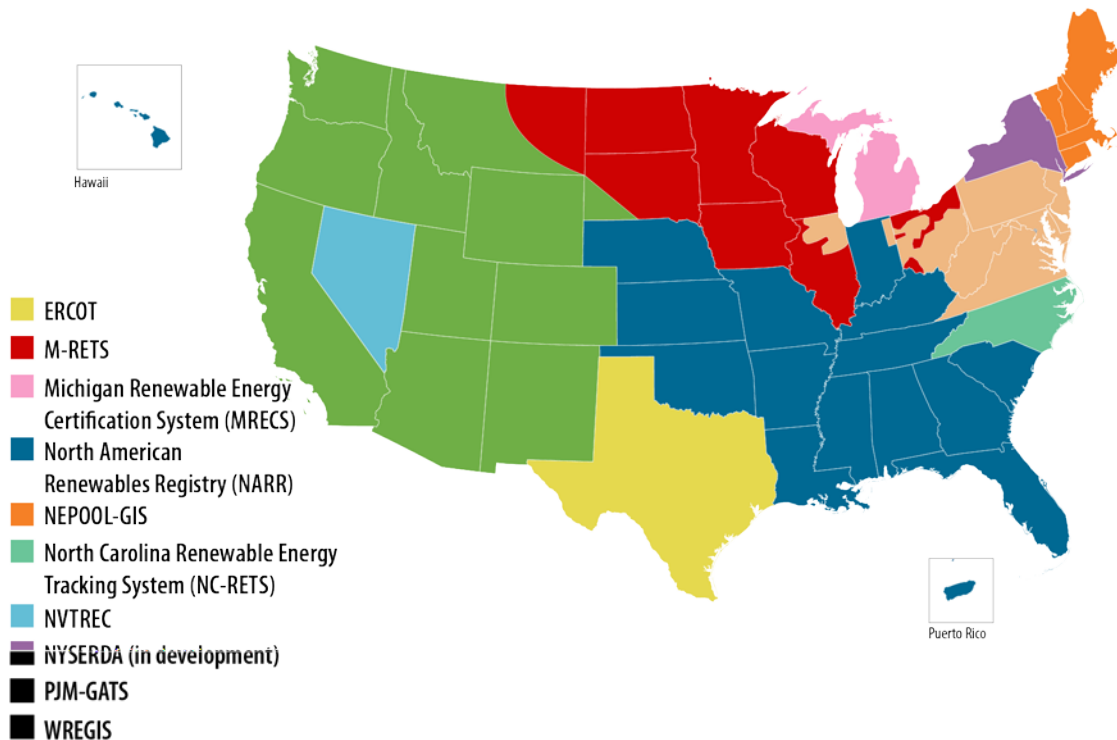 Hawaii
ERCOT
M-RETS
Michigan Renewable Energy
Certification System (MRECS)
North American
Renewables Registry (NARR)
NEPOOL-GIS
North Carolina Renewable Energy
Tracking System (NC-RETS)
NVTREC
NYSERDA (in development)
PJM-GATS
WREGIS
Puerto Rico